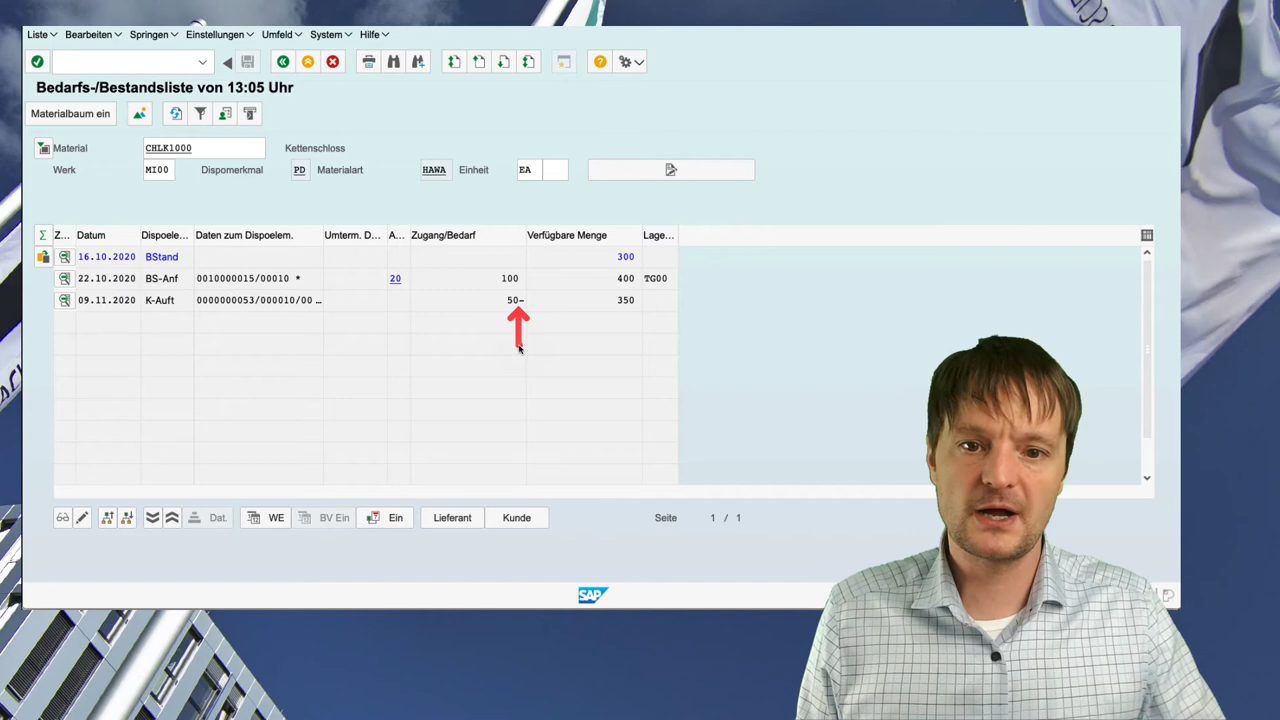 Liste Bearbeiten Springen Einstellungen Umfeld System Hilfe
Bedarfs-/Bestandsliste von 13:05 Uhr
Materialbaum ein
Material CHLK1000 Kettenschloss
Werk MI00 Dispomerkmal PD Materialart HAWA Einheit EA
Σ Z... Datum Dispoele... Daten zum Dispoelem. Umterm. D... A... Zugang/Bedarf Verfügbare Menge Lage...
16.10.2020 BStand 300
22.10.2020 BS-Anf 0010000015/00010 * 20 100 400 TG00
09.11.2020 K-Auft 0000000053/000010/00 ... 50- 350
Dat. WE BV Ein Ein Lieferant Kunde Seite 1 / 1
SAP